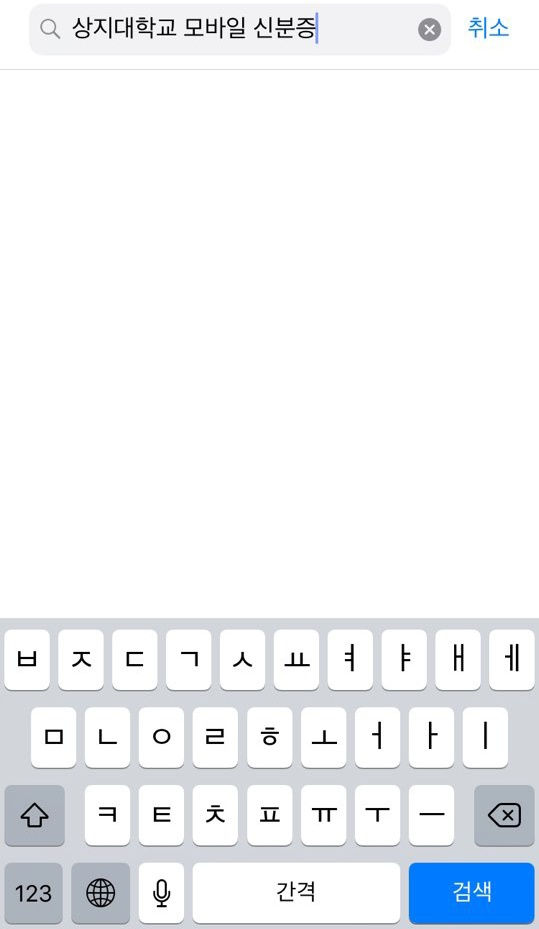 상지대학교 모바일 신분증 취소
ㅂ ㅈ ㄷ ㄱ ㅅ ㅛ ㅕ ㅑ ㅐ ㅔ
ㅁ ㄴ ㅇ ㄹ ㅎ ㅗ ㅓ ㅏ ㅣ
ㅋ ㅌ ㅊ ㅍ ㅠ ㅜ ㅡ
123 간격 검색